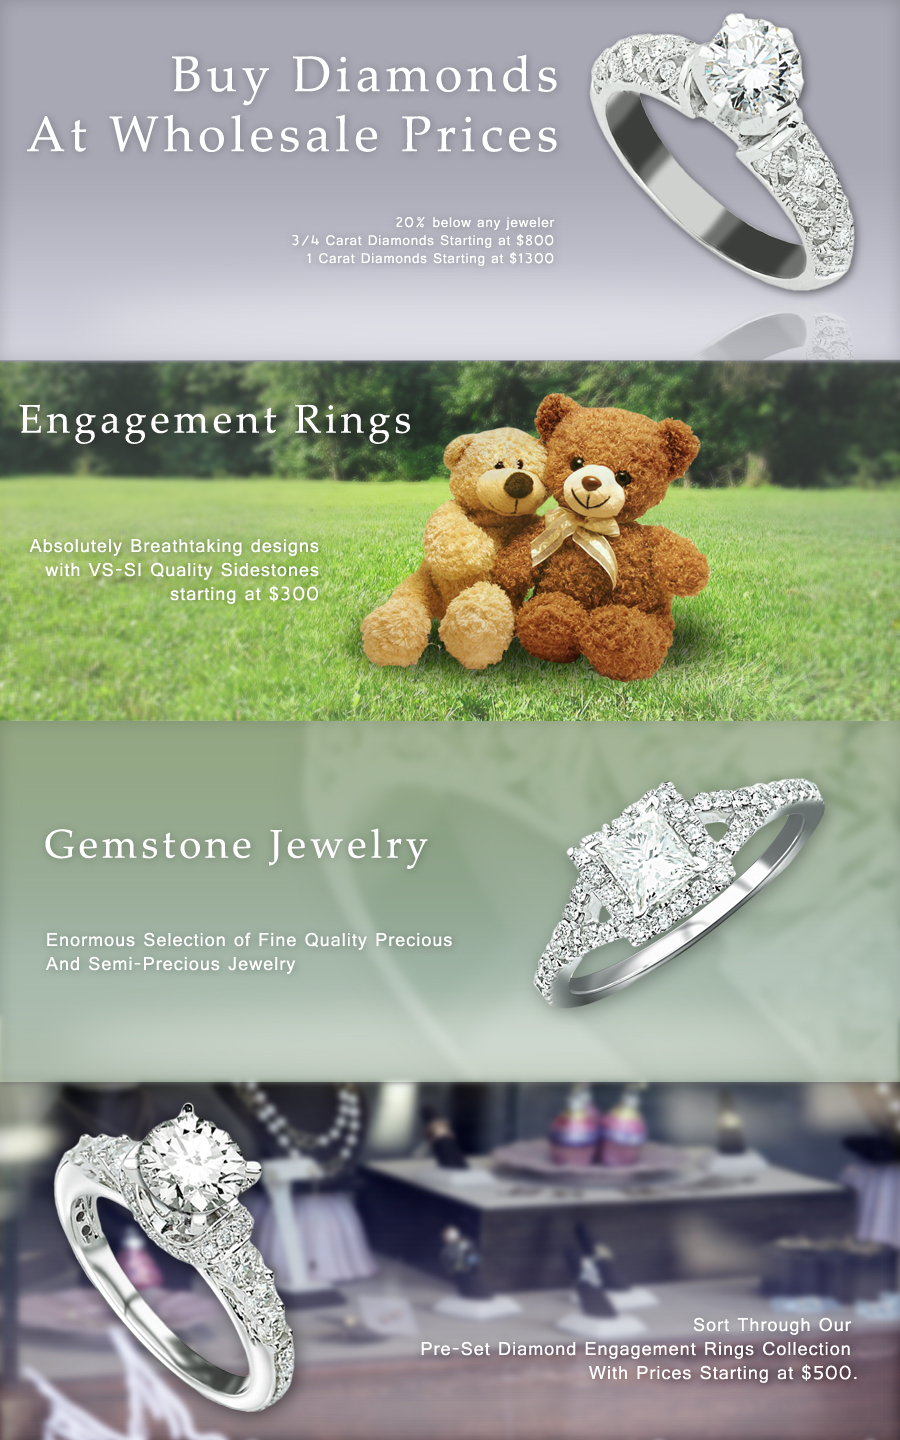 Buy Diamonds
At Wholesale Prices
20% below any jeweler
3/4 Carat Diamonds Starting at $800
1 Carat Diamonds Starting at $1300
Engagement Rings
Absolutely Breathtaking designs
with VS-SI Quality Sidestones
starting at $300
Gemstone Jewelry
Enormous Selection of Fine Quality Precious
And Semi-Precious Jewelry
Sort Through Our
Pre-Set Diamond Engagement Rings Collection
With Prices Starting at $500.